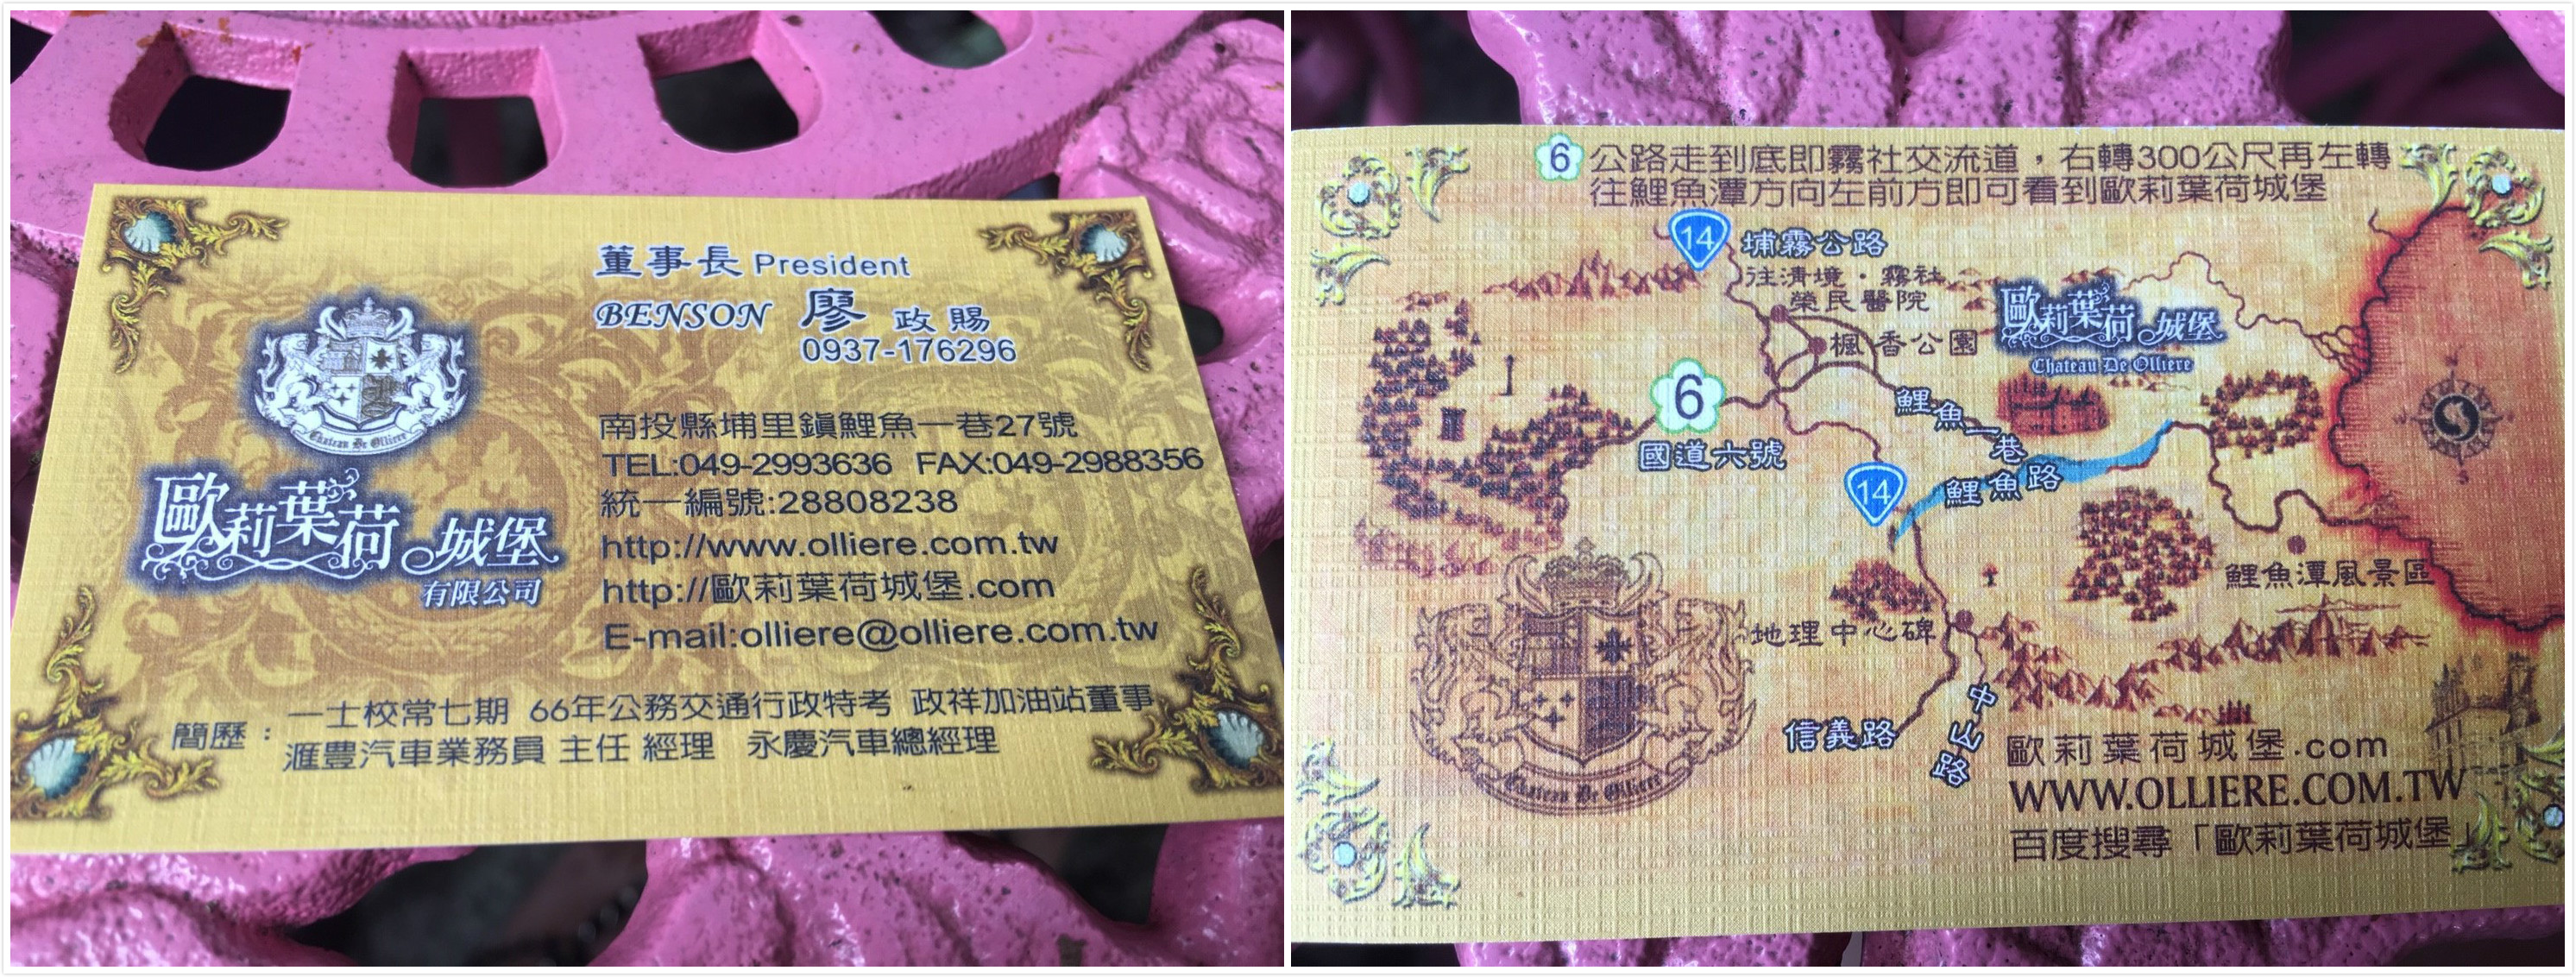 董事長 President
BENSON 廖政賜
0937-176296
Chateau De Olliere
歐莉葉荷城堡
有限公司
南投縣埔里鎮鯉魚一巷27號
TEL:049-2993636 FAX:049-2988356
統一編號:28808238
http://www.olliere.com.tw
http://歐莉葉荷城堡.com
E-mail:olliere@olliere.com.tw
簡歷：一士校常七期 66年公務交通行政特考 政祥加油站董事
滙豐汽車業務員 主任 經理 永慶汽車總經理
6 公路走到底即霧社交流道，右轉300公尺再左轉
往鯉魚潭方向左前方即可看到歐莉葉荷城堡
14 埔霧公路
往清境·霧社
榮民醫院
楓香公園
歐莉葉荷城堡
Chateau De Olliere
N
S
6
國道六號
鯉魚一巷
14
鯉魚路
鯉魚潭風景區
地理中心碑
信義路
中山路
Chateau De Olliere
歐莉葉荷城堡.com
WWW.OLLIERE.COM.TW
百度搜尋「歐莉葉荷城堡」